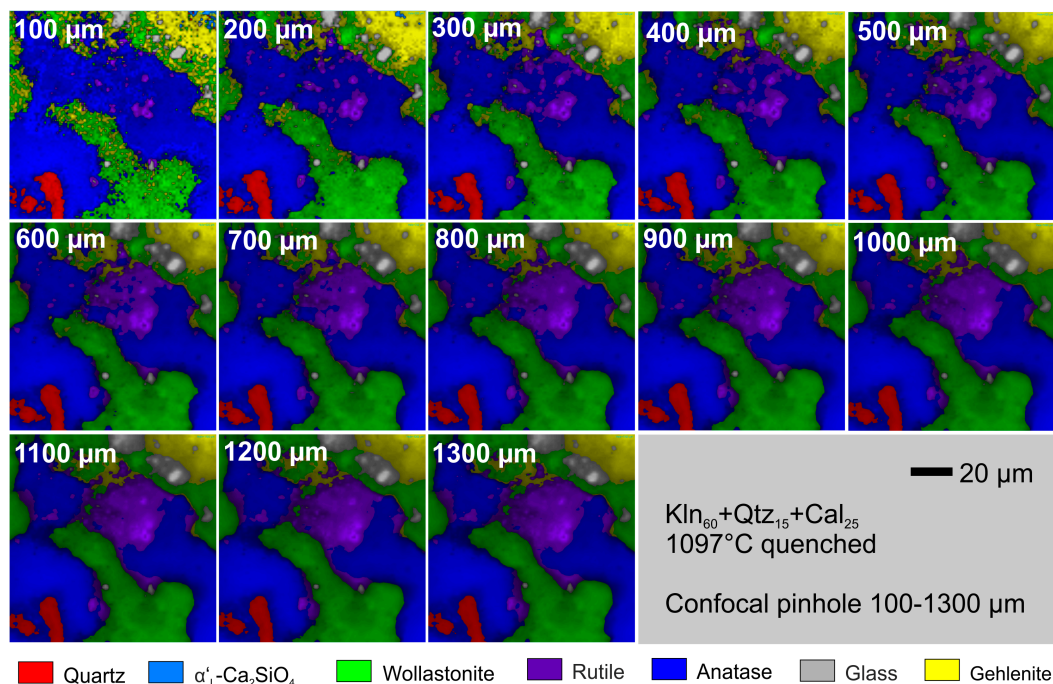 100 µm 200 µm 300 µm 400 µm 500 µm
600 µm 700 µm 800 µm 900 µm 1000 µm
1100 µm 1200 µm 1300 µm
20 µm
Kln₆₀+Qtz₁₅+Cal₂₅
1097°C quenched
Confocal pinhole 100-1300 µm
Quartz α'L-Ca₂SiO₄ Wollastonite Rutile Anatase Glass Gehlenite